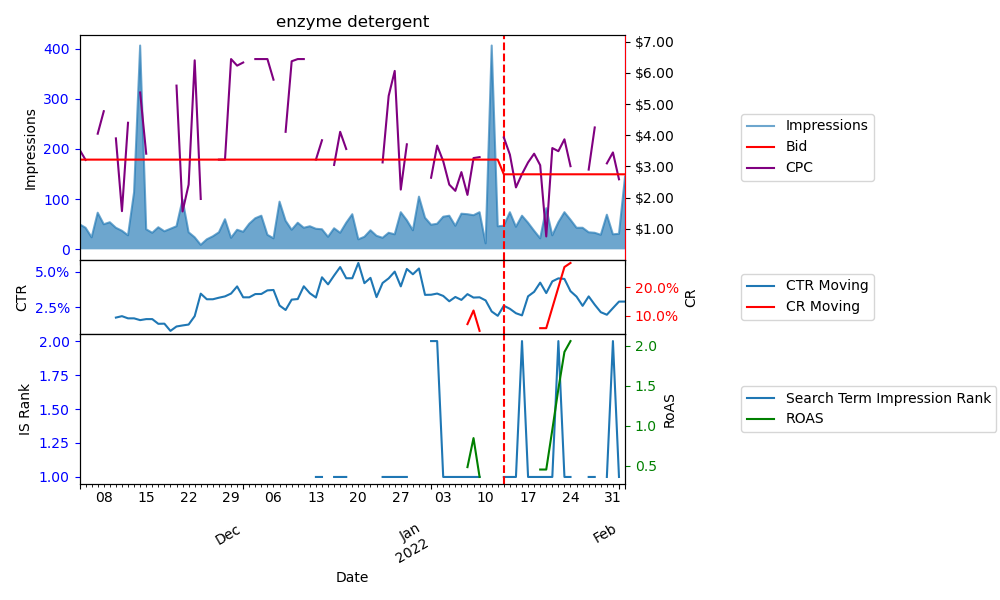 enzyme detergent
400
300
200
100
0
Impressions
$7.00
$6.00
$5.00
$4.00
$3.00
$2.00
$1.00
Impressions
Bid
CPC
5.0%
2.5%
CTR
20.0%
10.0%
CR
CTR Moving
CR Moving
2.00
1.75
1.50
1.25
1.00
IS Rank
2.0
1.5
1.0
0.5
RoAS
Search Term Impression Rank
ROAS
08 15 22 29 06 13 20 27 03 10 17 24 31
Dec Jan Feb
2022
Date